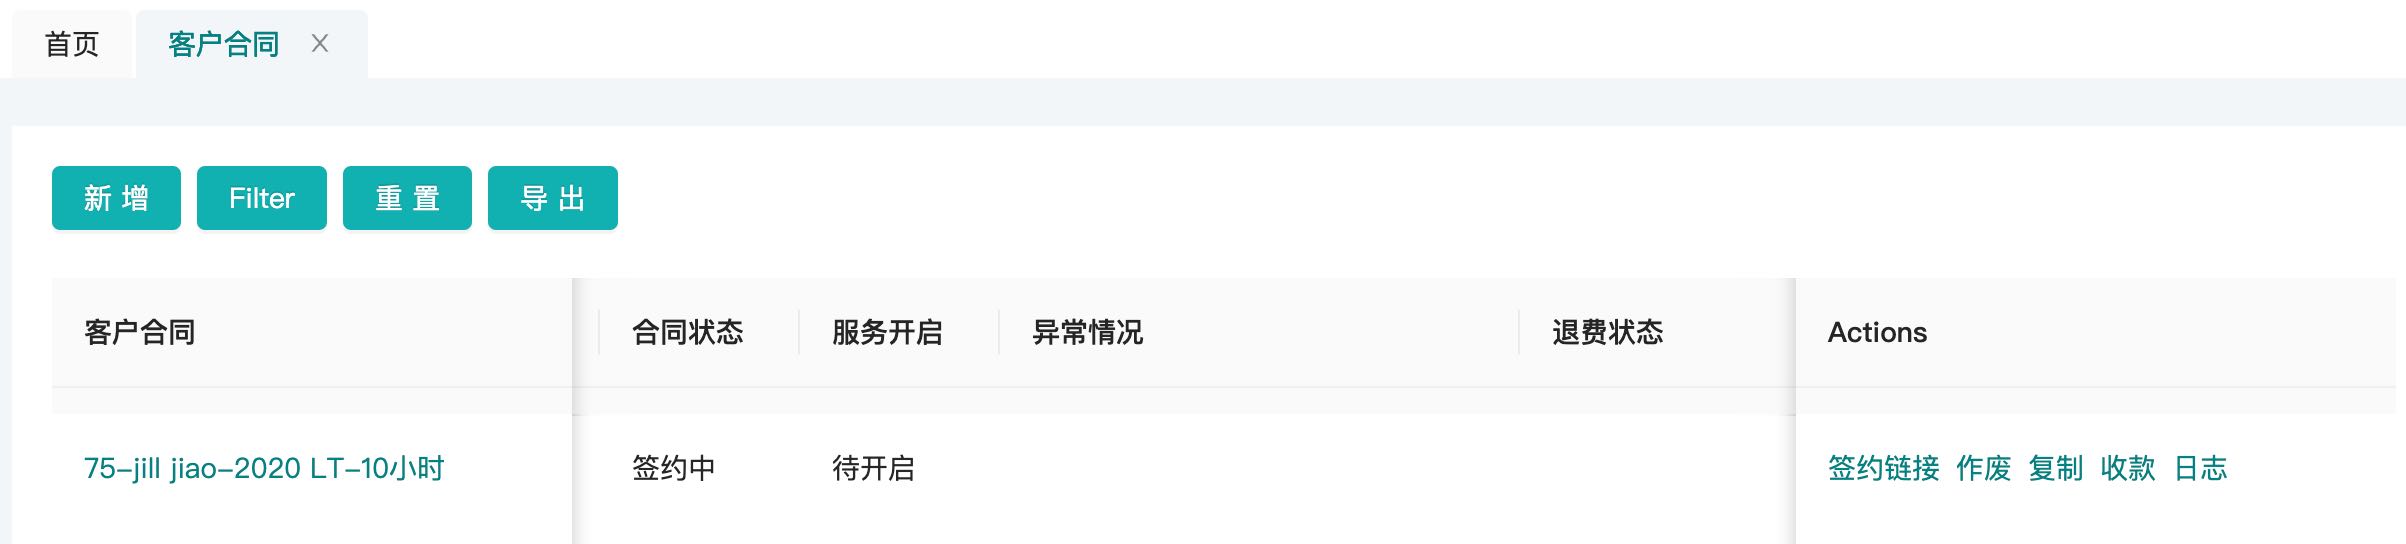 首页 客户合同 X
新增 Filter 重置 导出
客户合同 合同状态 服务开启 异常情况 退费状态 Actions
75-jill jiao-2020 LT-10小时 签约中 待开启 签约链接 作废 复制 收款 日志